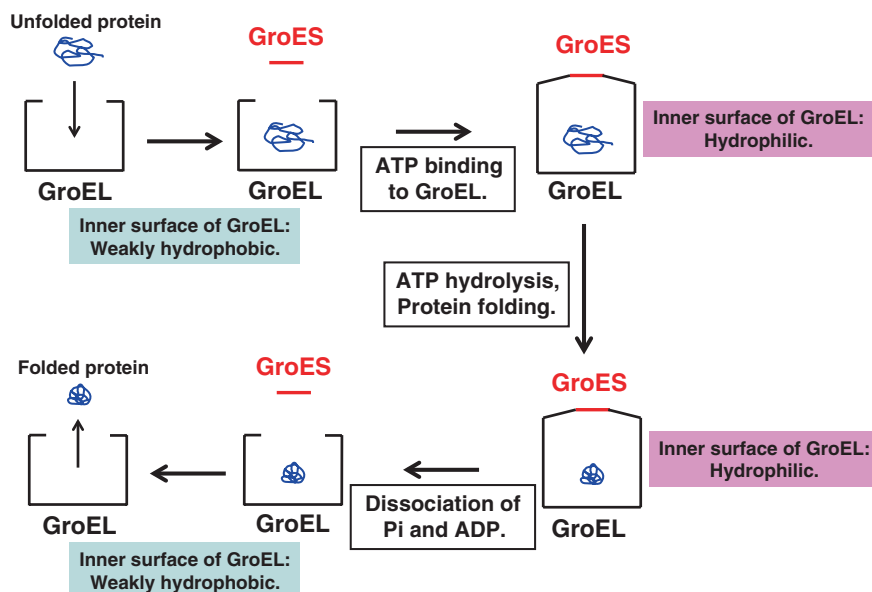 Unfolded protein
GroEL
GroES
GroEL
Inner surface of GroEL:
Weakly hydrophobic.
ATP binding
to GroEL.
GroES
GroEL
Inner surface of GroEL:
Hydrophilic.
ATP hydrolysis,
Protein folding.
GroES
GroEL
Inner surface of GroEL:
Hydrophilic.
Dissociation of
Pi and ADP.
GroES
GroEL
Folded protein
GroEL
Inner surface of GroEL:
Weakly hydrophobic.